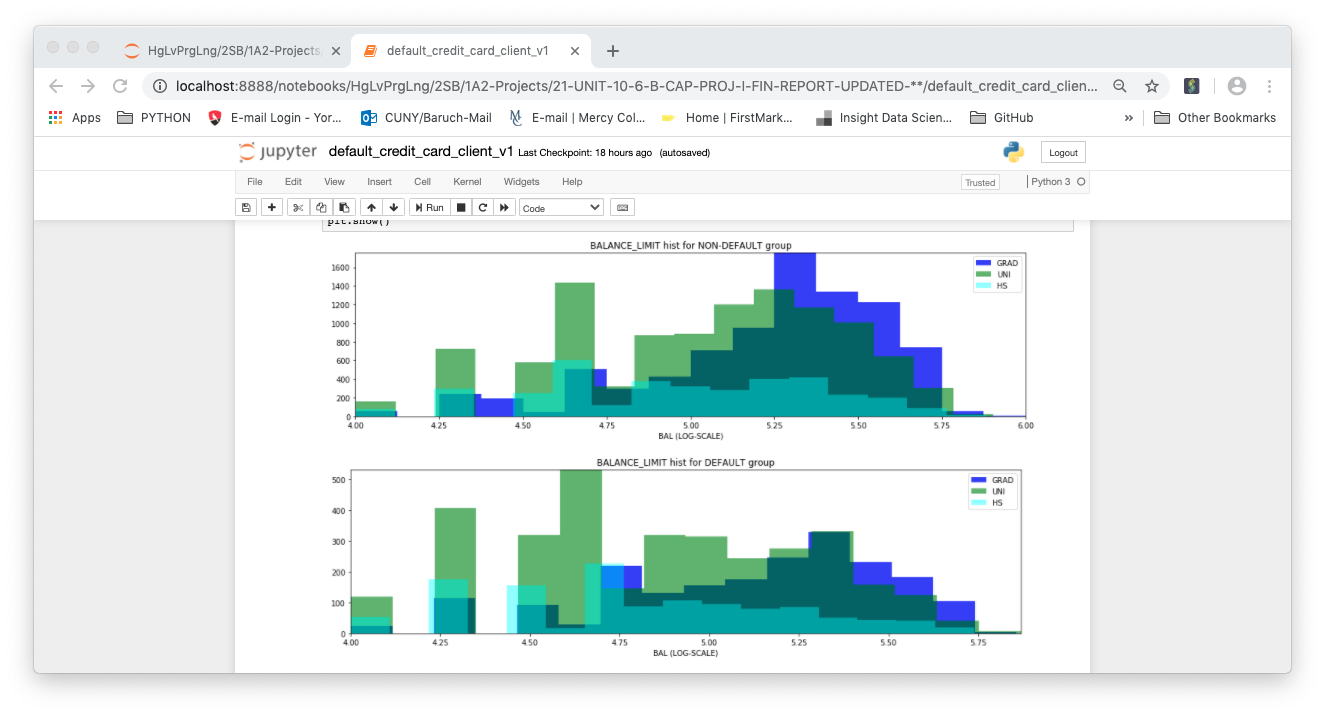 HgLvPrgLng/2SB/1A2-Projects/ default_credit_card_client_v1
localhost:8888/notebooks/HgLvPrgLng/2SB/1A2-Projects/21-UNIT-10-6-B-CAP-PROJ-I-FIN-REPORT-UPDATED-**/default_credit_card_clien...
Apps PYTHON E-mail Login - Yor... CUNY/Baruch-Mail E-mail | Mercy Col... Home | FirstMark... Insight Data Scien... GitHub » Other Bookmarks
jupyter default_credit_card_client_v1 Last Checkpoint: 18 hours ago (autosaved) Logout
File Edit View Insert Cell Kernel Widgets Help Trusted Python 3
Run Code
plt.show()
BALANCE_LIMIT hist for NON-DEFAULT group
GRAD
UNI
HS
1600
1400
1200
1000
800
600
400
200
0
4.00 4.25 4.50 4.75 5.00 5.25 5.50 5.75 6.00
BAL (LOG-SCALE)
BALANCE_LIMIT hist for DEFAULT group
GRAD
UNI
HS
500
400
300
200
100
0
4.00 4.25 4.50 4.75 5.00 5.25 5.50 5.75
BAL (LOG-SCALE)